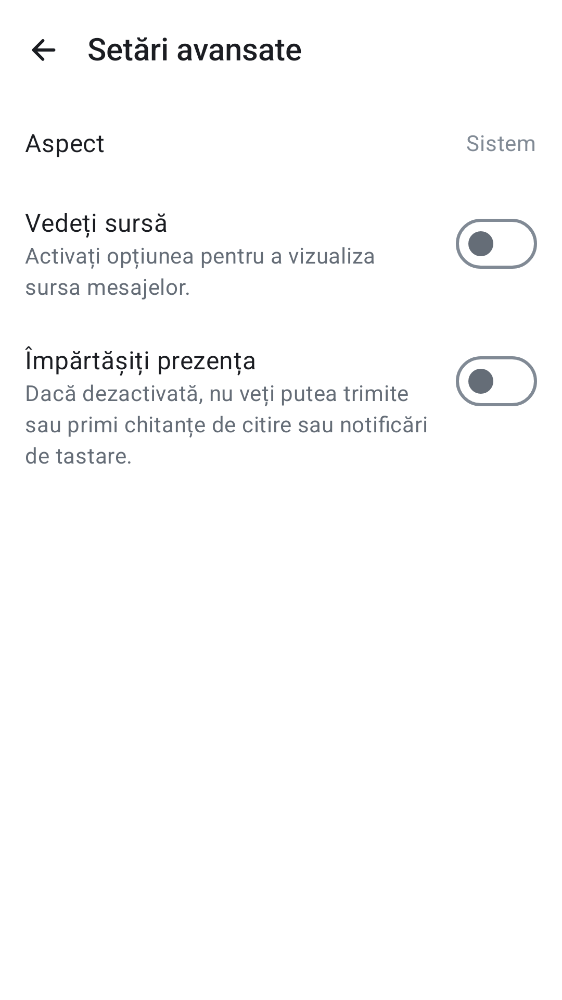 Setări avansate
Aspect
Sistem
Vedeți sursă
Activați opțiunea pentru a vizualiza
sursa mesajelor.
Împărtășiți prezența
Dacă dezactivată, nu veți putea trimite
sau primi chitanțe de citire sau notificări
de tastare.